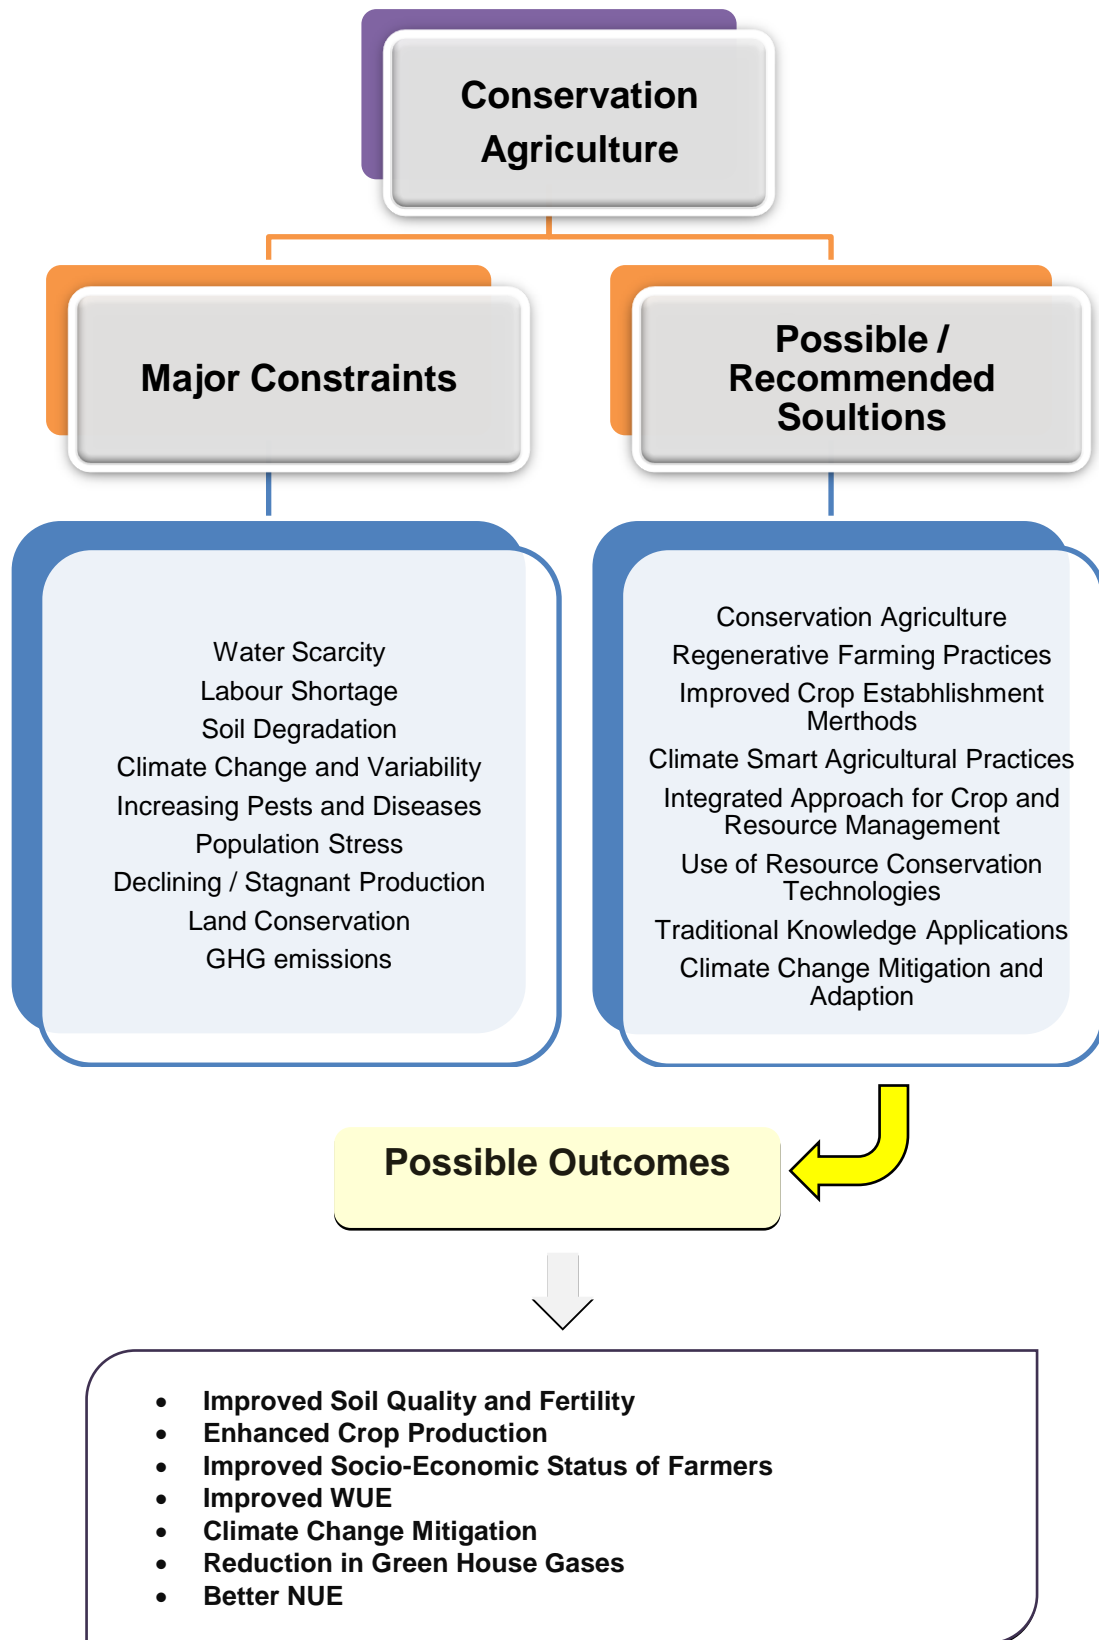 Conservation
Agriculture
Major Constraints
Possible /
Recommended
Soultions
Water Scarcity
Labour Shortage
Soil Degradation
Climate Change and Variability
Increasing Pests and Diseases
Population Stress
Declining / Stagnant Production
Land Conservation
GHG emissions
Conservation Agriculture
Regenerative Farming Practices
Improved Crop Estabhlishment
Merthods
Climate Smart Agricultural Practices
Integrated Approach for Crop and
Resource Management
Use of Resource Conservation
Technologies
Traditional Knowledge Applications
Climate Change Mitigation and
Adaption
Possible Outcomes
• Improved Soil Quality and Fertility
• Enhanced Crop Production
• Improved Socio-Economic Status of Farmers
• Improved WUE
• Climate Change Mitigation
• Reduction in Green House Gases
• Better NUE